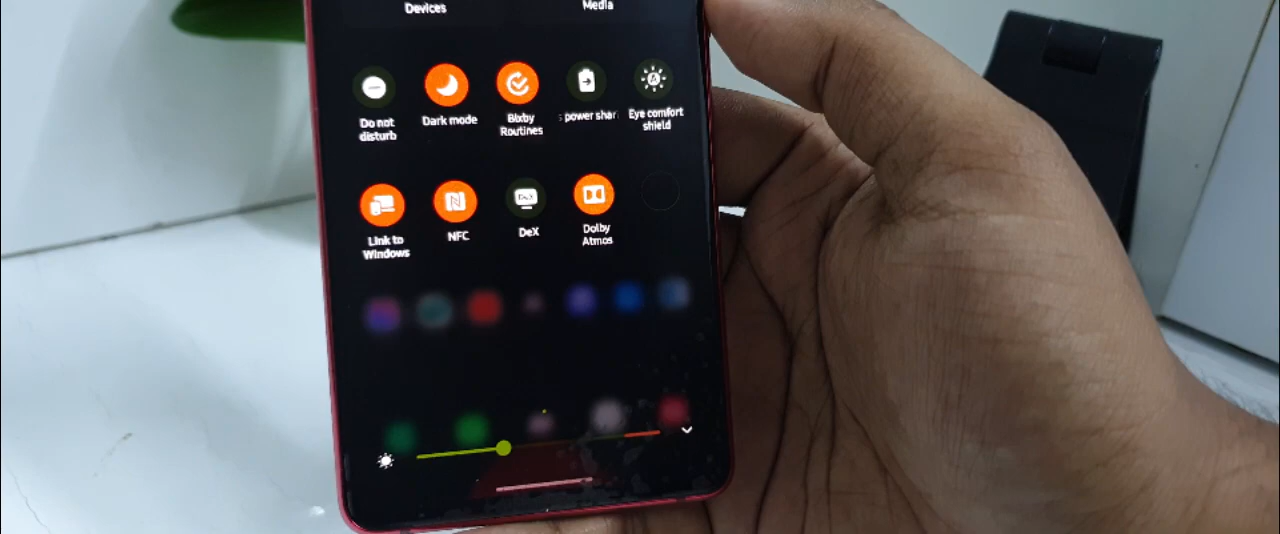 Devices
Media
Do not
disturb
Dark mode
Bixby
Routines
power shar
Eye comfort
shield
Link to
Windows
NFC
DeX
DeX
Dolby
Atmos